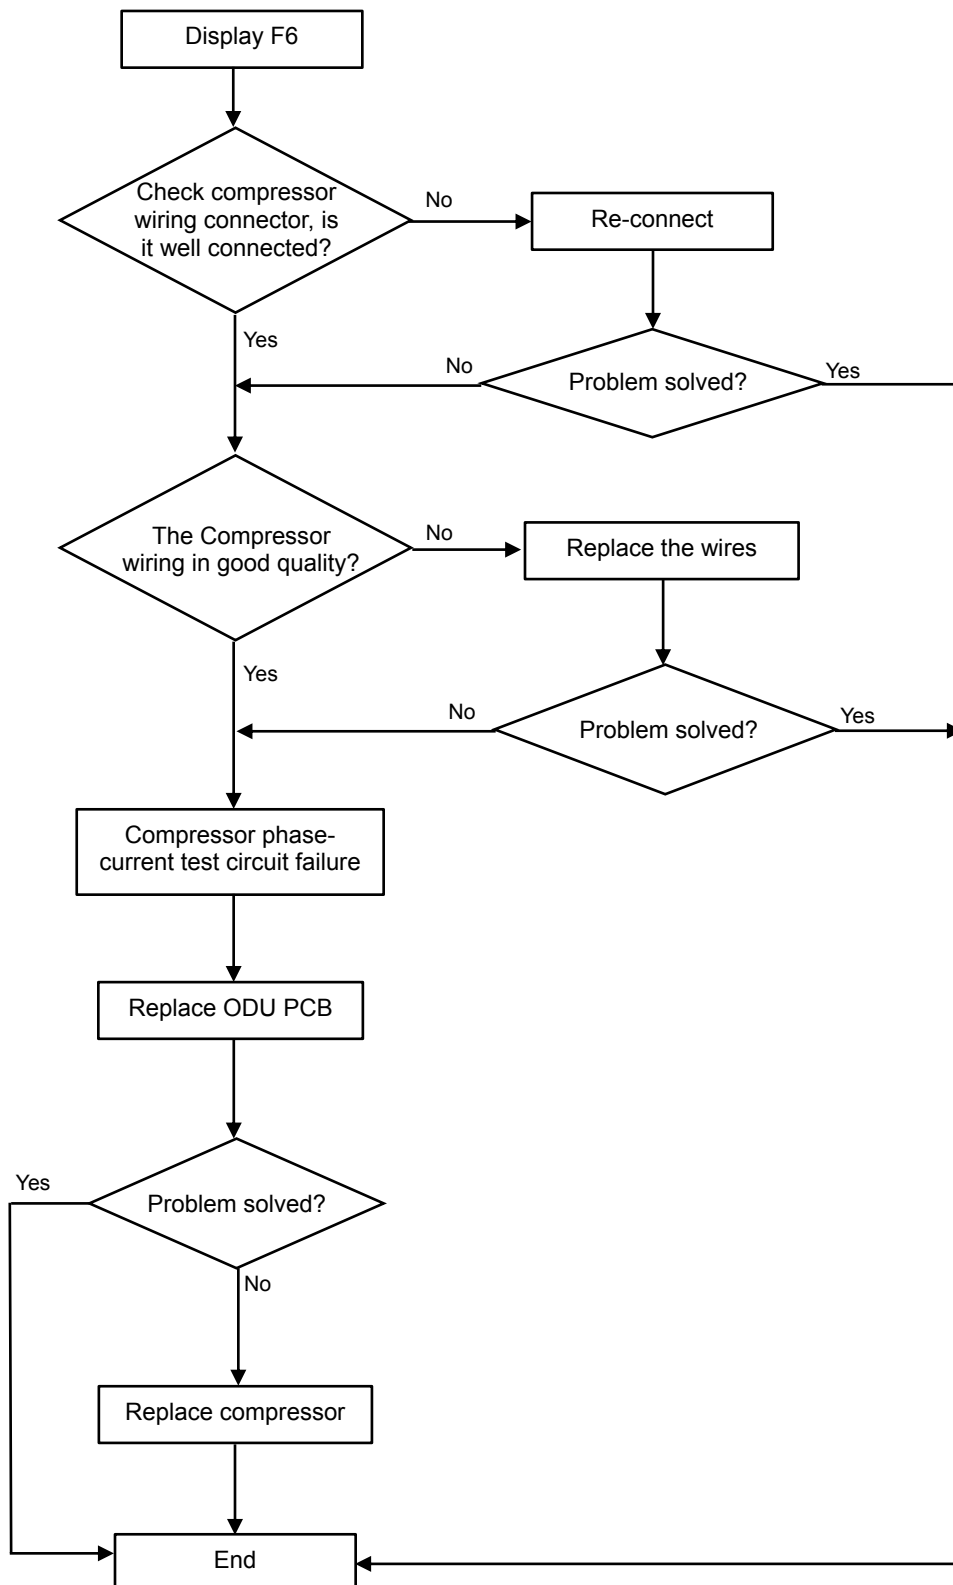 Display F6
Check compressor
wiring connector, is
it well connected?
No
Re-connect
Yes
No
Problem solved?
Yes
The Compressor
wiring in good quality?
No
Replace the wires
Yes
No
Problem solved?
Yes
Compressor phase-
current test circuit failure
Replace ODU PCB
Yes
Problem solved?
No
Replace compressor
End